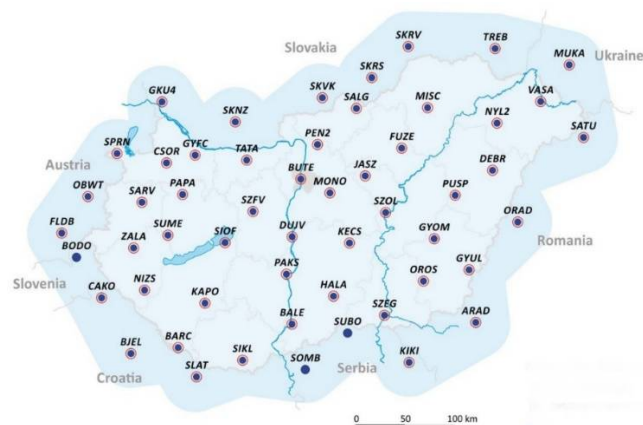 SKRV
TREB
Slovakia
Ukraine
MUKA
SKRS
GKU4
SKVK
VASA
SALG
MISC
SKNZ
NYL2
SATU
PEN2
FUZE
SPRN
CSOR
GYFC
TATA
Austria
BUTE
JASZ
DEBR
OBWT
SARV
PAPA
MONO
PUSP
SZFV
SZOL
ORAD
FLDB
SUME
SIOF
DUJV
KECS
GYOM
BODO
ZALA
Romania
PAKS
GYUL
Slovenia
NIZS
OROS
CAKO
KAPO
HALA
BALE
SZEG
ARAD
SUBO
BJEL
BARC
SLAT
SIKL
SOMB
Serbia
KIKI
Croatia
0 50 100 km